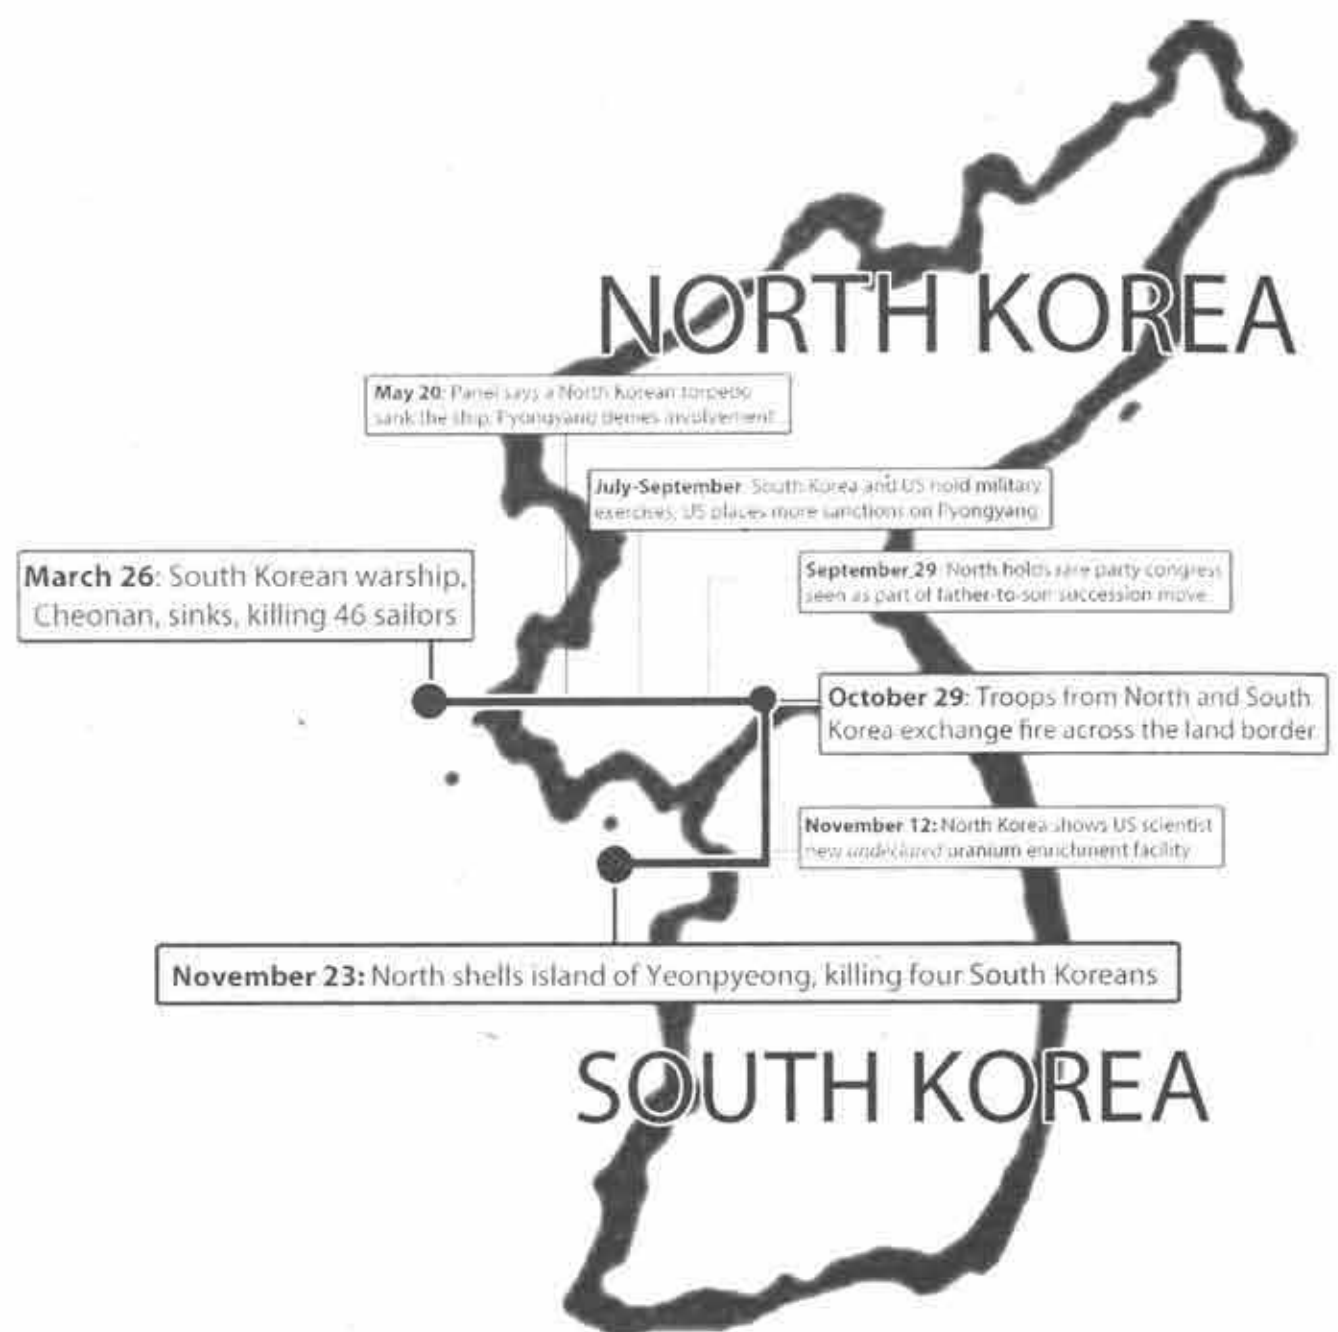 NORTH KOREA
May 20: Panel says a North Korean torpedo
sank the ship, Pyongyang denies involvement
July-September: South Korea and US hold military
exercises; US places more sanctions on Pyongyang
March 26: South Korean warship,
Cheonan, sinks, killing 46 sailors
September 29: North holds rare party congress
seen as part of father-to-son succession move
October 29: Troops from North and South
Korea exchange fire across the land border
November 12: North Korea shows US scientist
new undeclared uranium enrichment facility
November 23: North shells island of Yeonpyeong, killing four South Koreans
SOUTH KOREA